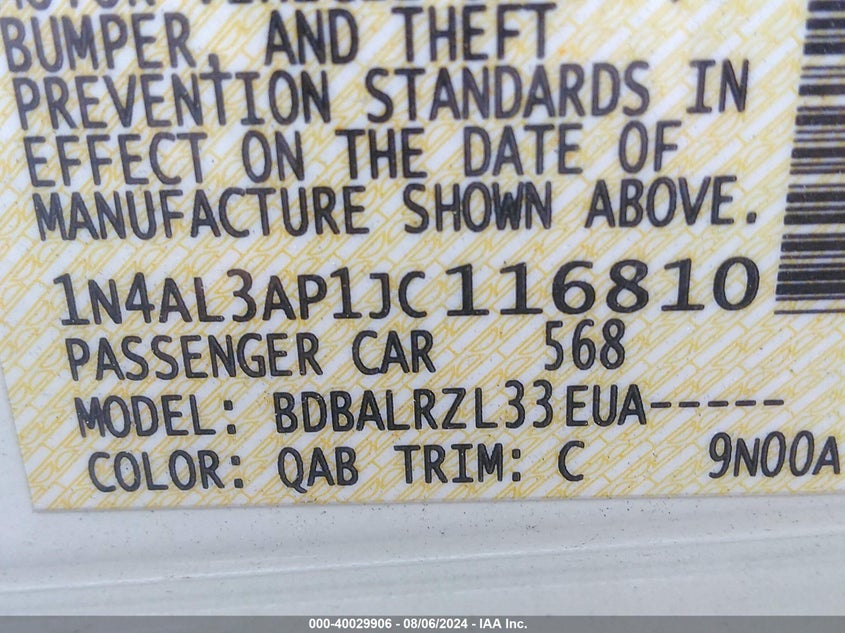 BUMPER, AND THEFT
PREVENTION STANDARDS IN
EFFECT ON THE DATE OF
MANUFACTURE SHOWN ABOVE.
1N4AL3AP1JC116810
PASSENGER CAR 568
MODEL: BDBALRZL33EUA-----
COLOR: QAB TRIM: C 9N00A
000-40029906 - 08/06/2024 - IAA Inc.